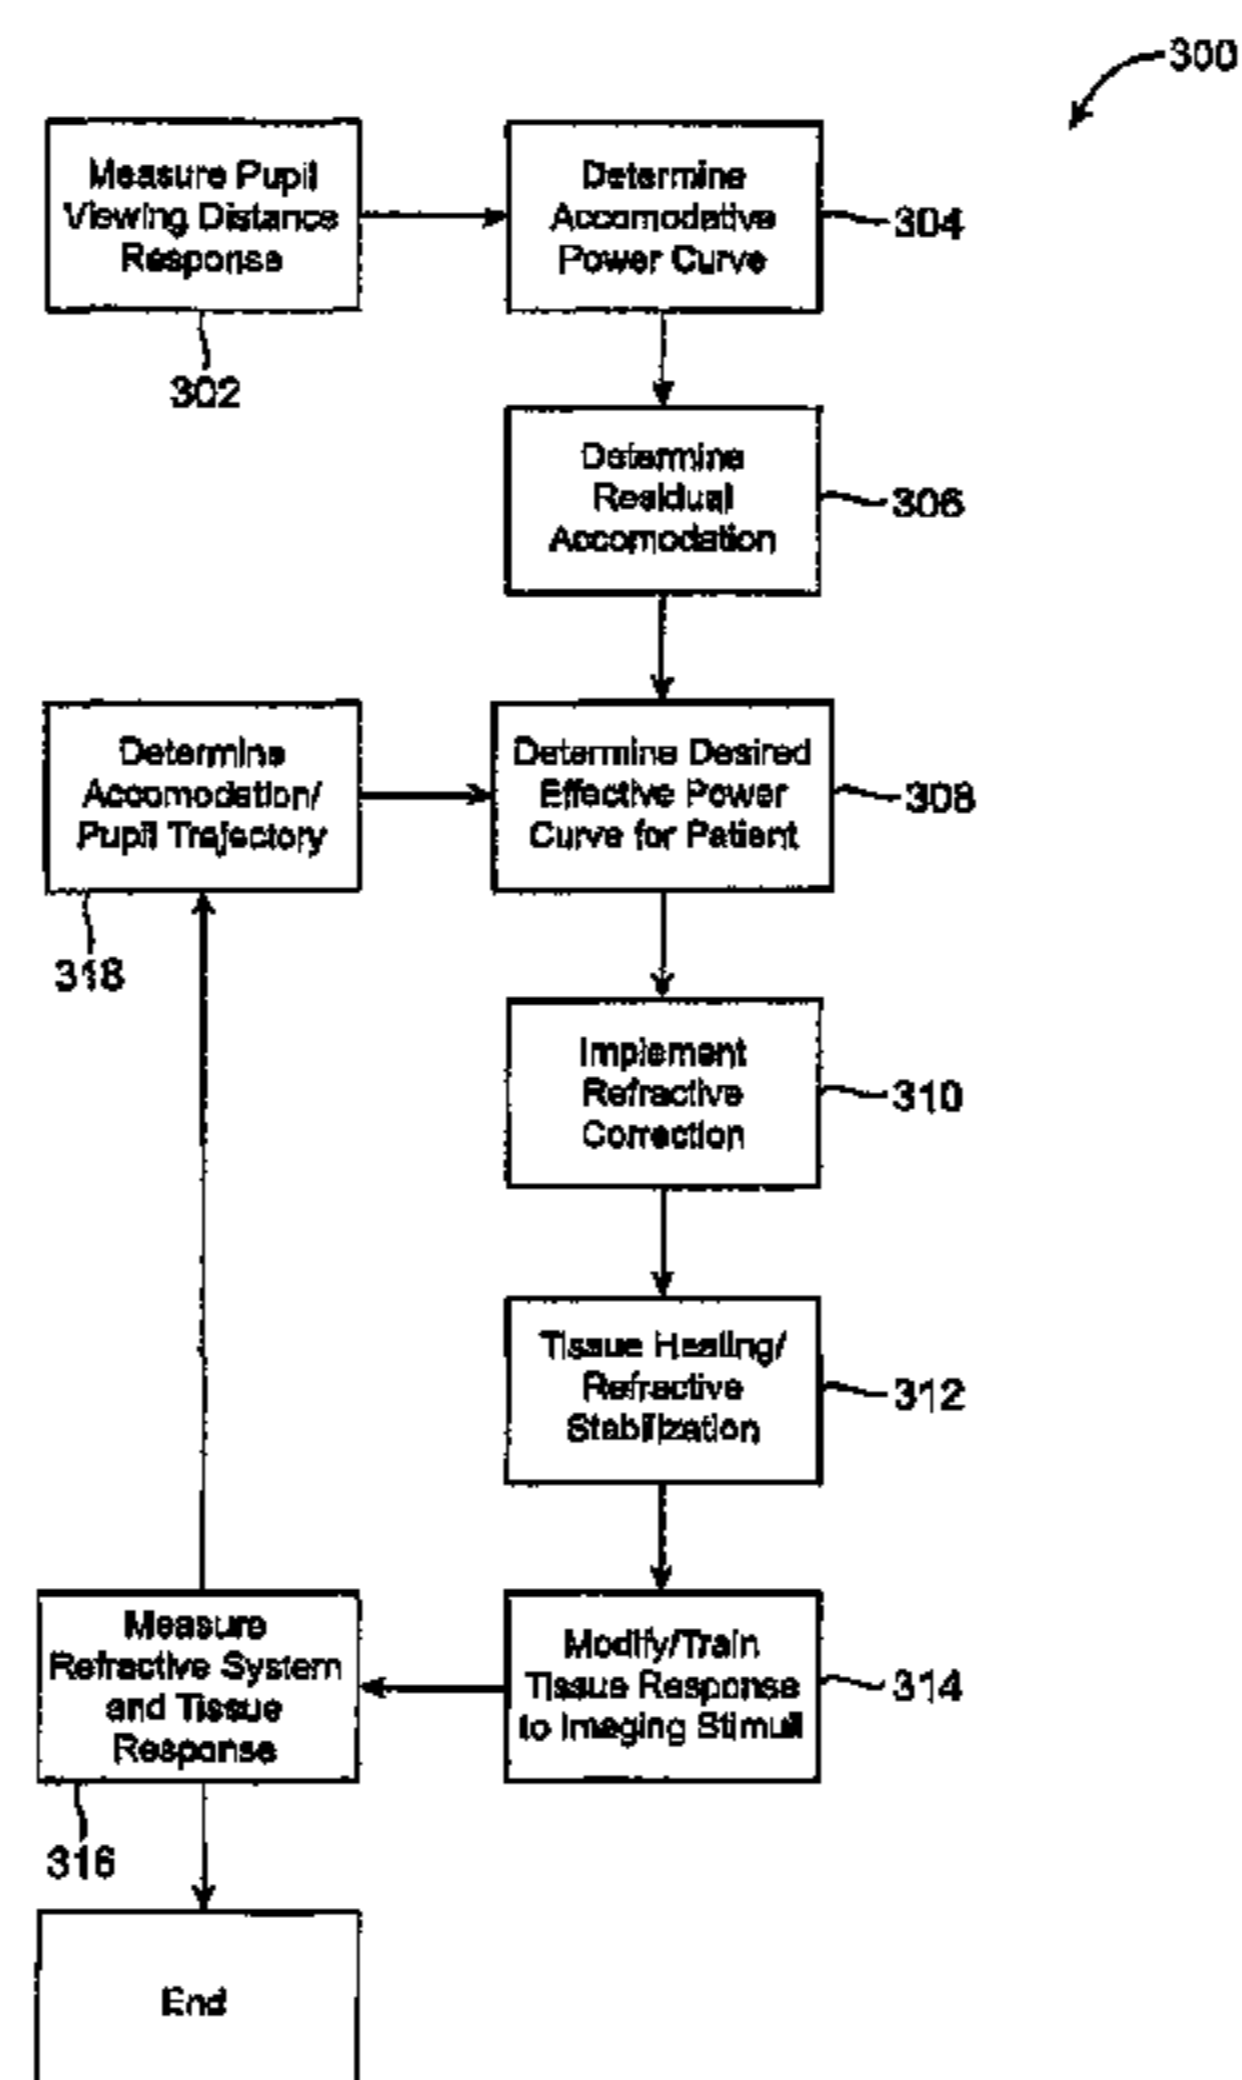 300
Measure Pupil
Viewing Distance
Response
302
Determine
Accomodative
Power Curve
304
Determine
Residual
Accomodation
306
Determine
Accomodation/
Pupil Trajectory
318
Determine Desired
Effective Power
Curve for Patient
308
Implement
Refractive
Correction
310
Tissue Healing/
Refractive
Stabilization
312
Modify/Train
Tissue Response
to Imaging Stimuli
314
Measure
Refractive System
and Tissue
Response
316
End